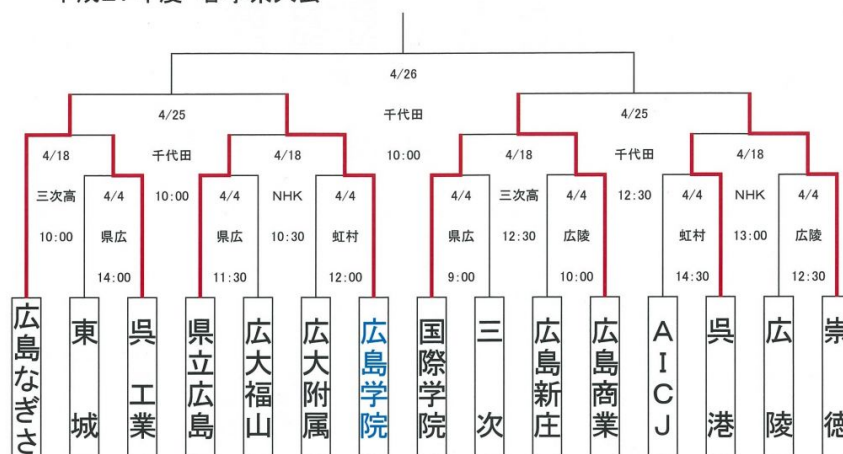 4/26
4/25
千代田
4/25
4/18
千代田
4/18
10:00
4/18
千代田
4/18
三次高
4/4
10:00
4/4
NHK
4/4
4/4
三次高
4/4
12:30
4/4
NHK
4/4
10:00
県広
県広
10:30
虹村
県広
12:30
広陵
虹村
13:00
広陵
14:00
11:30
12:00
9:00
10:00
14:30
12:30
広島なぎさ
東城
呉工業
県立広島
広大福山
広大附属
広島学院
国際学院
三次
広島新庄
広島商業
AICJ
呉港
広陵
崇徳